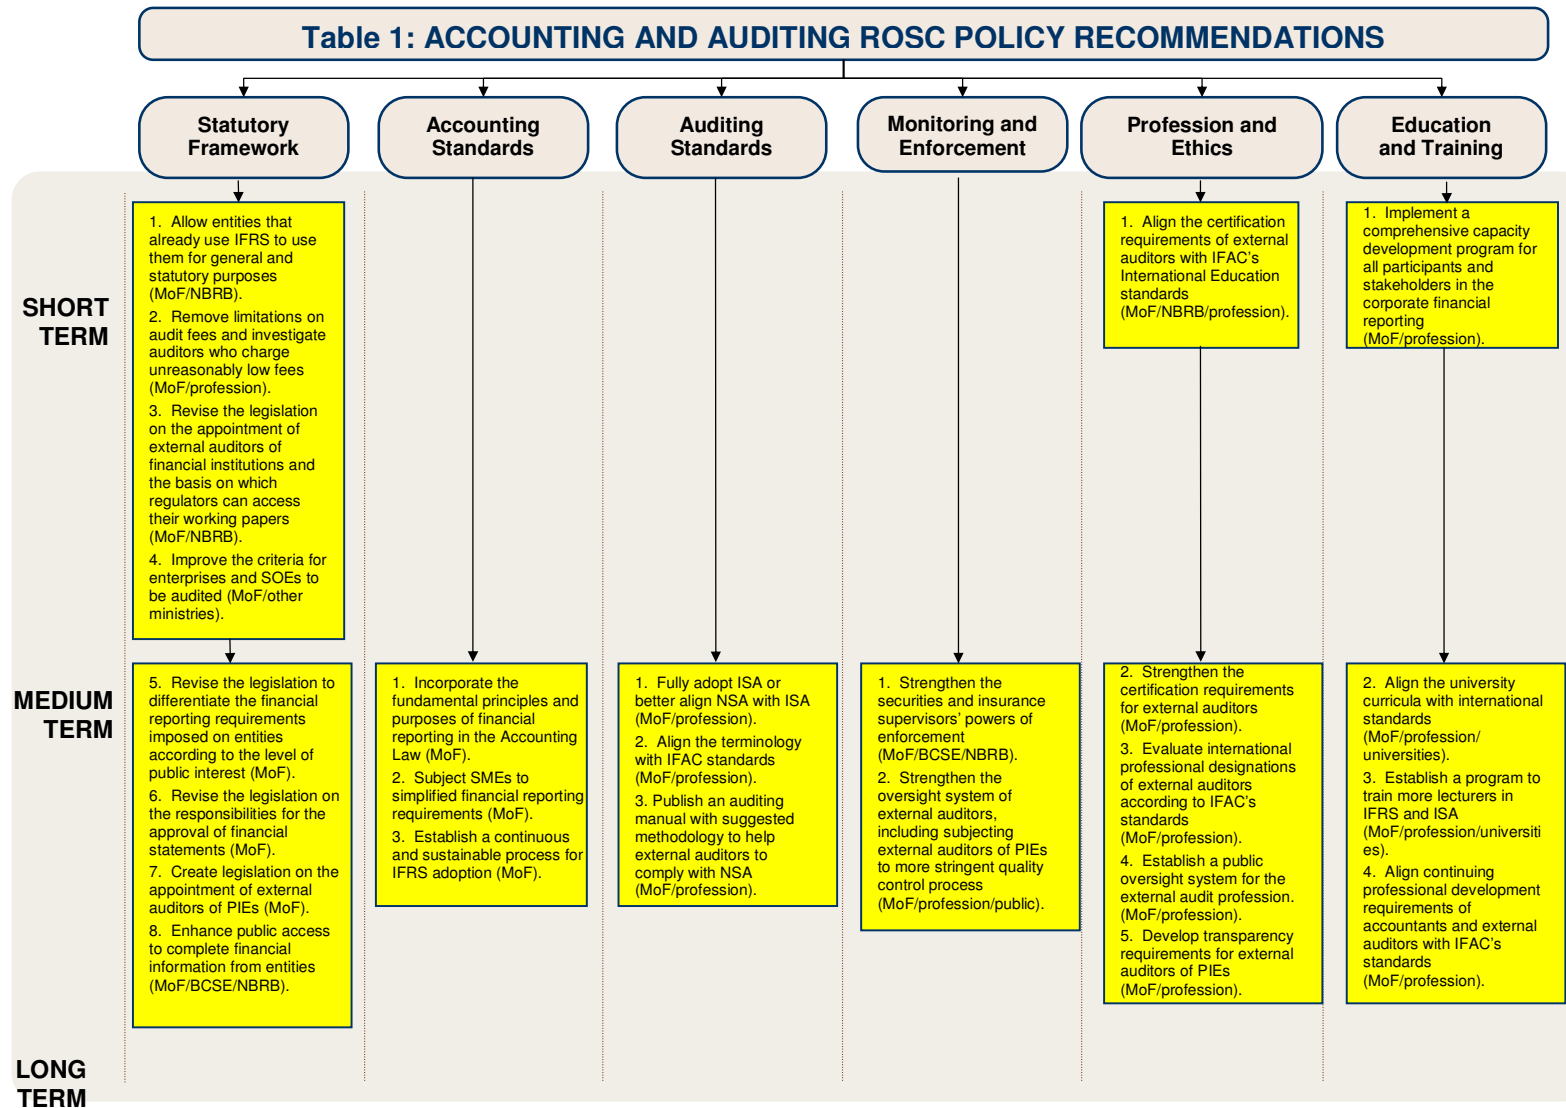 Table 1: ACCOUNTING AND AUDITING ROSC POLICY RECOMMENDATIONS
Statutory
Framework
Accounting
Standards
Auditing
Standards
Monitoring and
Enforcement
Profession and
Ethics
Education
and Training
SHORT
TERM
1. Allow entities that
already use IFRS to use
them for general and
statutory purposes
(MoF/NBRB).
2. Remove limitations on
audit fees and investigate
auditors who charge
unreasonably low fees
(MoF/profession).
3. Revise the legislation
on the appointment of
external auditors of
financial institutions and
the basis on which
regulators can access
their working papers
(MoF/NBRB).
4. Improve the criteria for
enterprises and SOEs to
be audited (MoF/other
ministries).
1. Align the certification
requirements of external
auditors with IFAC's
International Education
standards
(MoF/NBRB/profession).
1. Implement a
comprehensive capacity
development program for
all participants and
stakeholders in the
corporate financial
reporting
(MoF/profession).
MEDIUM
TERM
5. Revise the legislation to
differentiate the financial
reporting requirements
imposed on entities
according to the level of
public interest (MoF).
6. Revise the legislation on
the responsibilities for the
approval of financial
statements (MoF).
7. Create legislation on the
appointment of external
auditors of PIEs (MoF).
8. Enhance public access
to complete financial
information from entities
(MoF/BCSE/NBRB).
1. Incorporate the
fundamental principles and
purposes of financial
reporting in the Accounting
Law (MoF).
2. Subject SMEs to
simplified financial reporting
requirements (MoF).
3. Establish a continuous
and sustainable process for
IFRS adoption (MoF).
1. Fully adopt ISA or
better align NSA with ISA
(MoF/profession).
2. Align the terminology
with IFAC standards
(MoF/profession).
3. Publish an auditing
manual with suggested
methodology to help
external auditors to
comply with NSA
(MoF/profession).
1. Strengthen the
securities and insurance
supervisors' powers of
enforcement
(MoF/BCSE/NBRB).
2. Strengthen the
oversight system of
external auditors,
including subjecting
external auditors of PIEs
to more stringent quality
control process
(MoF/profession/public).
2. Strengthen the
certification requirements
for external auditors
(MoF/profession).
3. Evaluate international
professional designations
of external auditors
according to IFAC's
standards
(MoF/profession).
4. Establish a public
oversight system for the
external audit profession.
(MoF/profession).
5. Develop transparency
requirements for external
auditors of PIEs
(MoF/profession).
2. Align the university
curricula with international
standards
(MoF/profession/
universities).
3. Establish a program to
train more lecturers in
IFRS and ISA
(MoF/profession/universiti
es).
4. Align continuing
professional development
requirements of
accountants and external
auditors with IFAC's
standards
(MoF/profession).
LONG
TERM